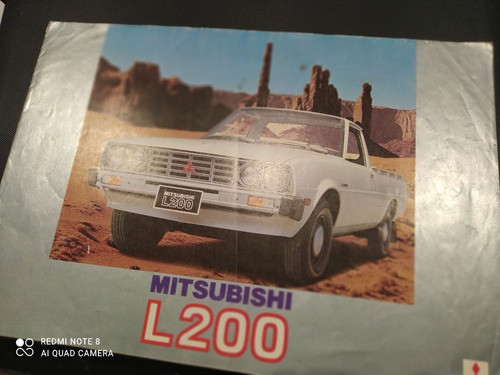 MITSUBISHI
L200
MITSUBISHI
L200
REDMI NOTE 8
AI QUAD CAMERA